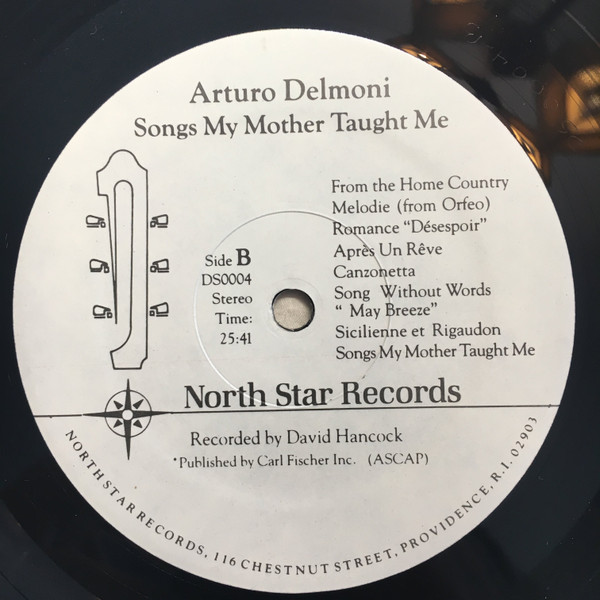 Arturo Delmoni
Songs My Mother Taught Me
From the Home Country
Melodie (from Orfeo)
Romance "Désespoir"
Après Un Rêve
Canzonetta
Song Without Words
" May Breeze"
Sicilienne et Rigaudon
Songs My Mother Taught Me
Side B
DS0004
Stereo
Time:
25:41
North Star Records
Recorded by David Hancock
*Published by Carl Fischer Inc. (ASCAP)
NORTH STAR RECORDS, 116 CHESTNUT STREET, PROVIDENCE, R.I. 02903